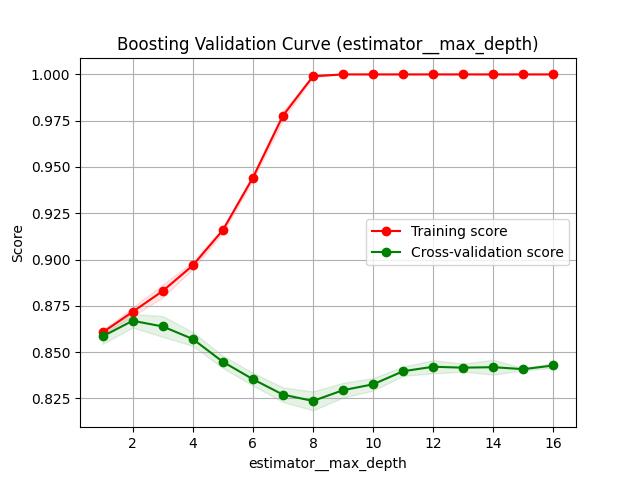 Boosting Validation Curve (estimator__max_depth)
1.000
0.975
0.950
0.925
0.900
0.875
0.850
0.825
Score
Training score
Cross-validation score
2 4 6 8 10 12 14 16
estimator__max_depth